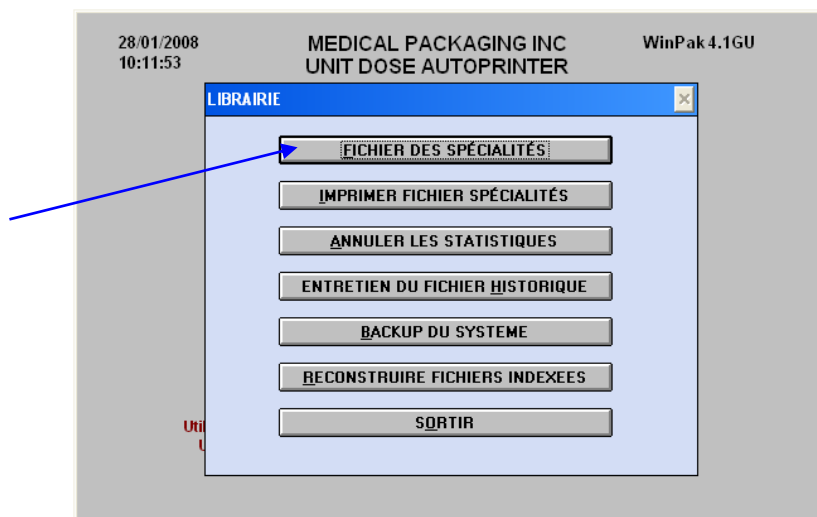 28/01/2008 MEDICAL PACKAGING INC WinPak 4.1GU
10:11:53 UNIT DOSE AUTOPRINTER
LIBRAIRIE
FICHIER DES SPÉCIALITÉS
IMPRIMER FICHIER SPÉCIALITÉS
ANNULER LES STATISTIQUES
ENTRETIEN DU FICHIER HISTORIQUE
BACKUP DU SYSTEME
RECONSTRUIRE FICHIERS INDEXEES
SORTIR
Util